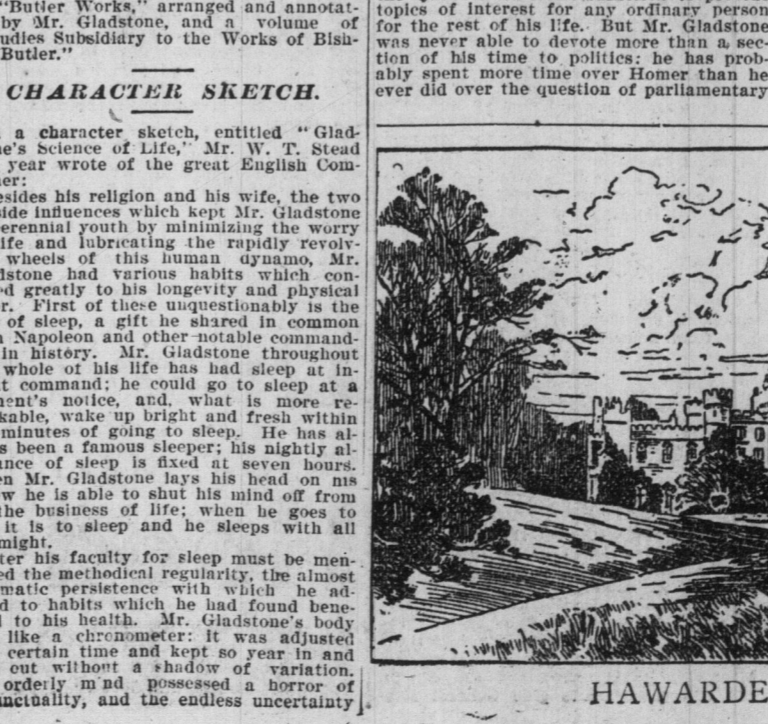 "Butler Works," arranged and annotat-
by Mr. Gladstone, and a volume of
udies Subsidiary to the Works of Bish-
Butler."
CHARACTER SKETCH.
a character sketch, entitled "Glad-
e's Science of Life," Mr. W. T. Stead
year wrote of the great English Com-
er:
esides his religion and his wife, the two
ide influences which kept Mr. Gladstone
erennial youth by minimizing the worry
ife and lubricating the rapidly revolv-
wheels of this human dynamo, Mr.
dstone had various habits which con-
d greatly to his longevity and physical
r. First of these unquestionably is the
of sleep, a gift he shared in common
Napoleon and other notable command-
in history. Mr. Gladstone throughout
whole of his life has had sleep at in-
t command; he could go to sleep at a
ment's notice, and, what is more re-
kable, wake up bright and fresh within
minutes of going to sleep. He has al-
s been a famous sleeper; his nightly al-
ance of sleep is fixed at seven hours.
en Mr. Gladstone lays his head on his
w he is able to shut his mind off from
the business of life; when he goes to
it is to sleep and he sleeps with all
might.
ter his faculty for sleep must be men-
ed the methodical regularity, the almost
matic persistence with which he ad-
d to habits which he had found bene-
l to his health. Mr. Gladstone's body
like a chronometer: it was adjusted
certain time and kept so year in and
out without a shadow of variation.
orderly mind possessed a horror of
nctuality, and the endless uncertainty
topics of interest for any ordinary person
for the rest of his life. But Mr. Gladstone
was never able to devote more than a sec-
tion of his time to politics: he has prob-
ably spent more time over Homer than he
ever did over the question of parliamentary
HAWARDE